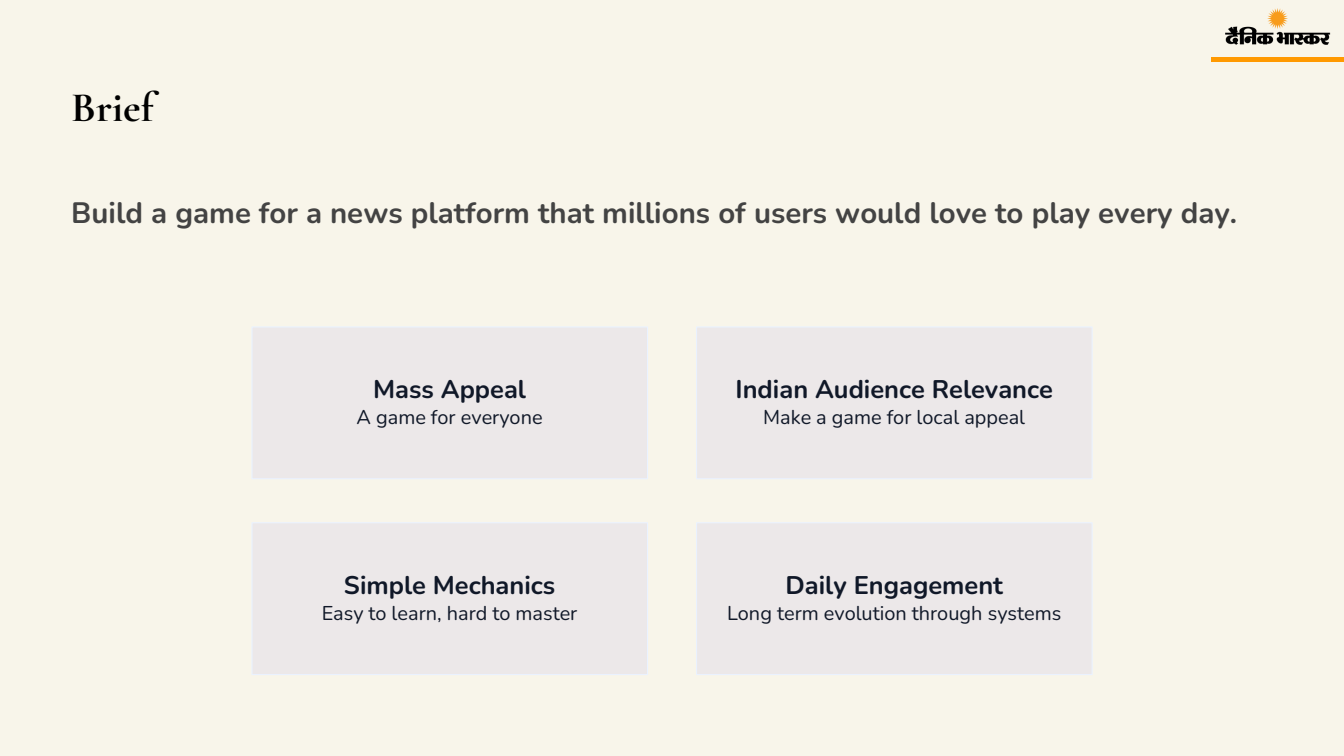 दैनिक भास्कर
Brief
Build a game for a news platform that millions of users would love to play every day.
Mass Appeal
A game for everyone
Indian Audience Relevance
Make a game for local appeal
Simple Mechanics
Easy to learn, hard to master
Daily Engagement
Long term evolution through systems